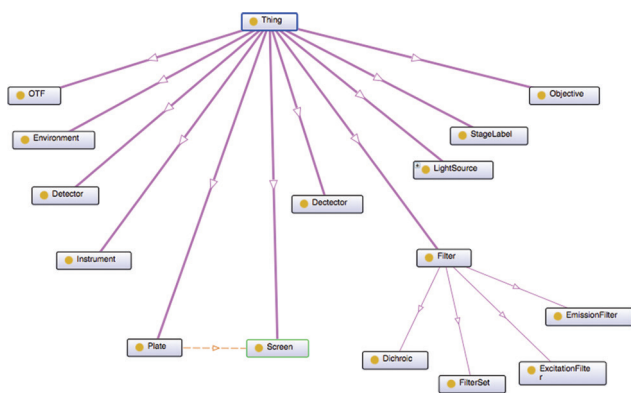 Thing
OTF
Objective
Environment
StageLabel
LightSource
Detector
Dectector
Instrument
Filter
EmissionFilter
Plate
Screen
Dichroic
ExcitationFilte
r
FilterSet